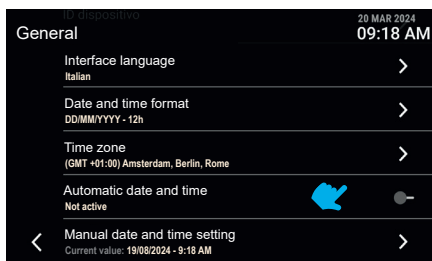 ID dispositivo
20 MAR 2024
General
09:18 AM
Interface language
Italian
Date and time format
DD/MM/YYYY - 12h
Time zone
(GMT +01:00) Amsterdam, Berlin, Rome
Automatic date and time
Not active
Manual date and time setting
Current value: 19/08/2024 - 9:18 AM